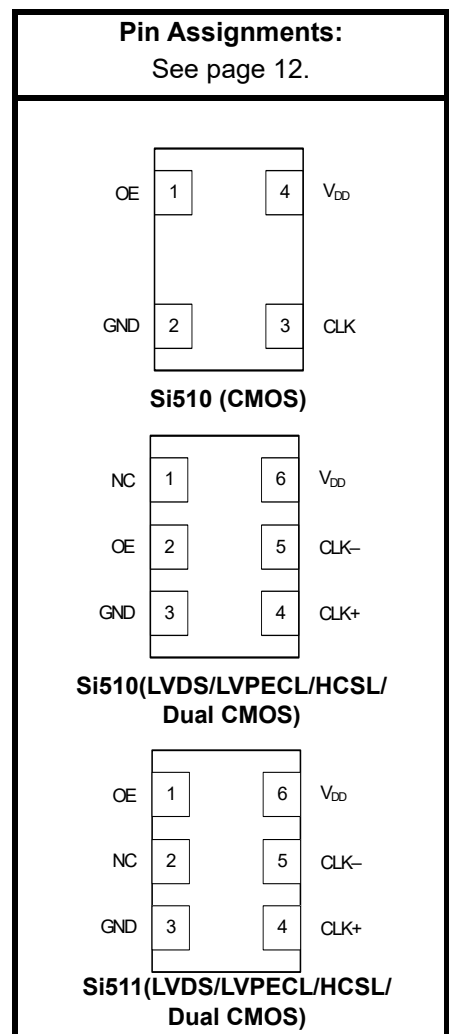 Pin Assignments:
See page 12.
OE 1 4 VDD
GND 2 3 CLK
Si510 (CMOS)
NC 1 6 VDD
OE 2 5 CLK–
GND 3 4 CLK+
Si510(LVDS/LVPECL/HCSL/
Dual CMOS)
OE 1 6 VDD
NC 2 5 CLK–
GND 3 4 CLK+
Si511(LVDS/LVPECL/HCSL/
Dual CMOS)